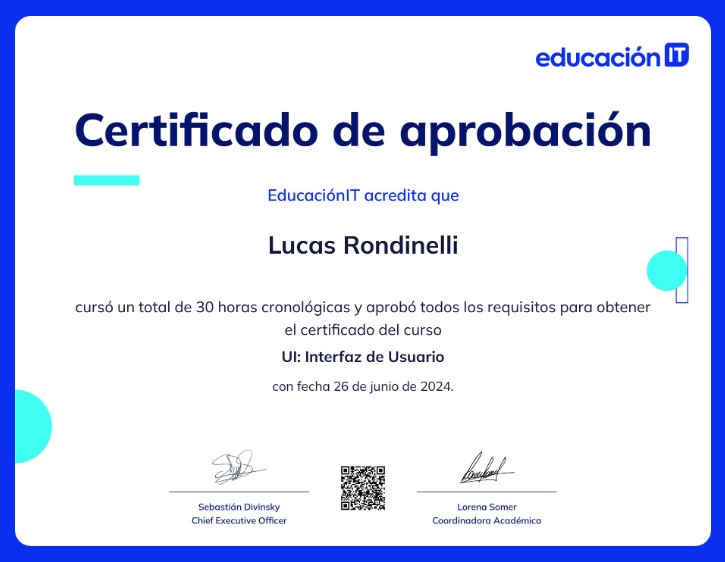 educaciónIT
Certificado de aprobación
EducaciónIT acredita que
Lucas Rondinelli
cursó un total de 30 horas cronológicas y aprobó todos los requisitos para obtener
el certificado del curso
UI: Interfaz de Usuario
con fecha 26 de junio de 2024.
Sebastián Divinsky
Chief Executive Officer
Lorena Somer
Coordinadora Académica